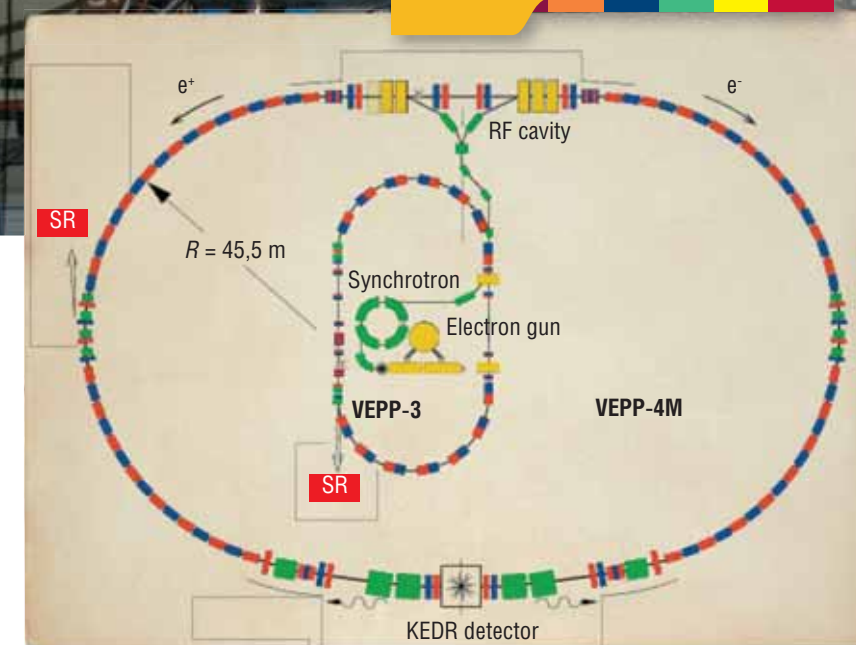 e⁺
e⁻
RF cavity
SR
R = 45,5 m
Synchrotron
Electron gun
VEPP-3
VEPP-4M
SR
KEDR detector